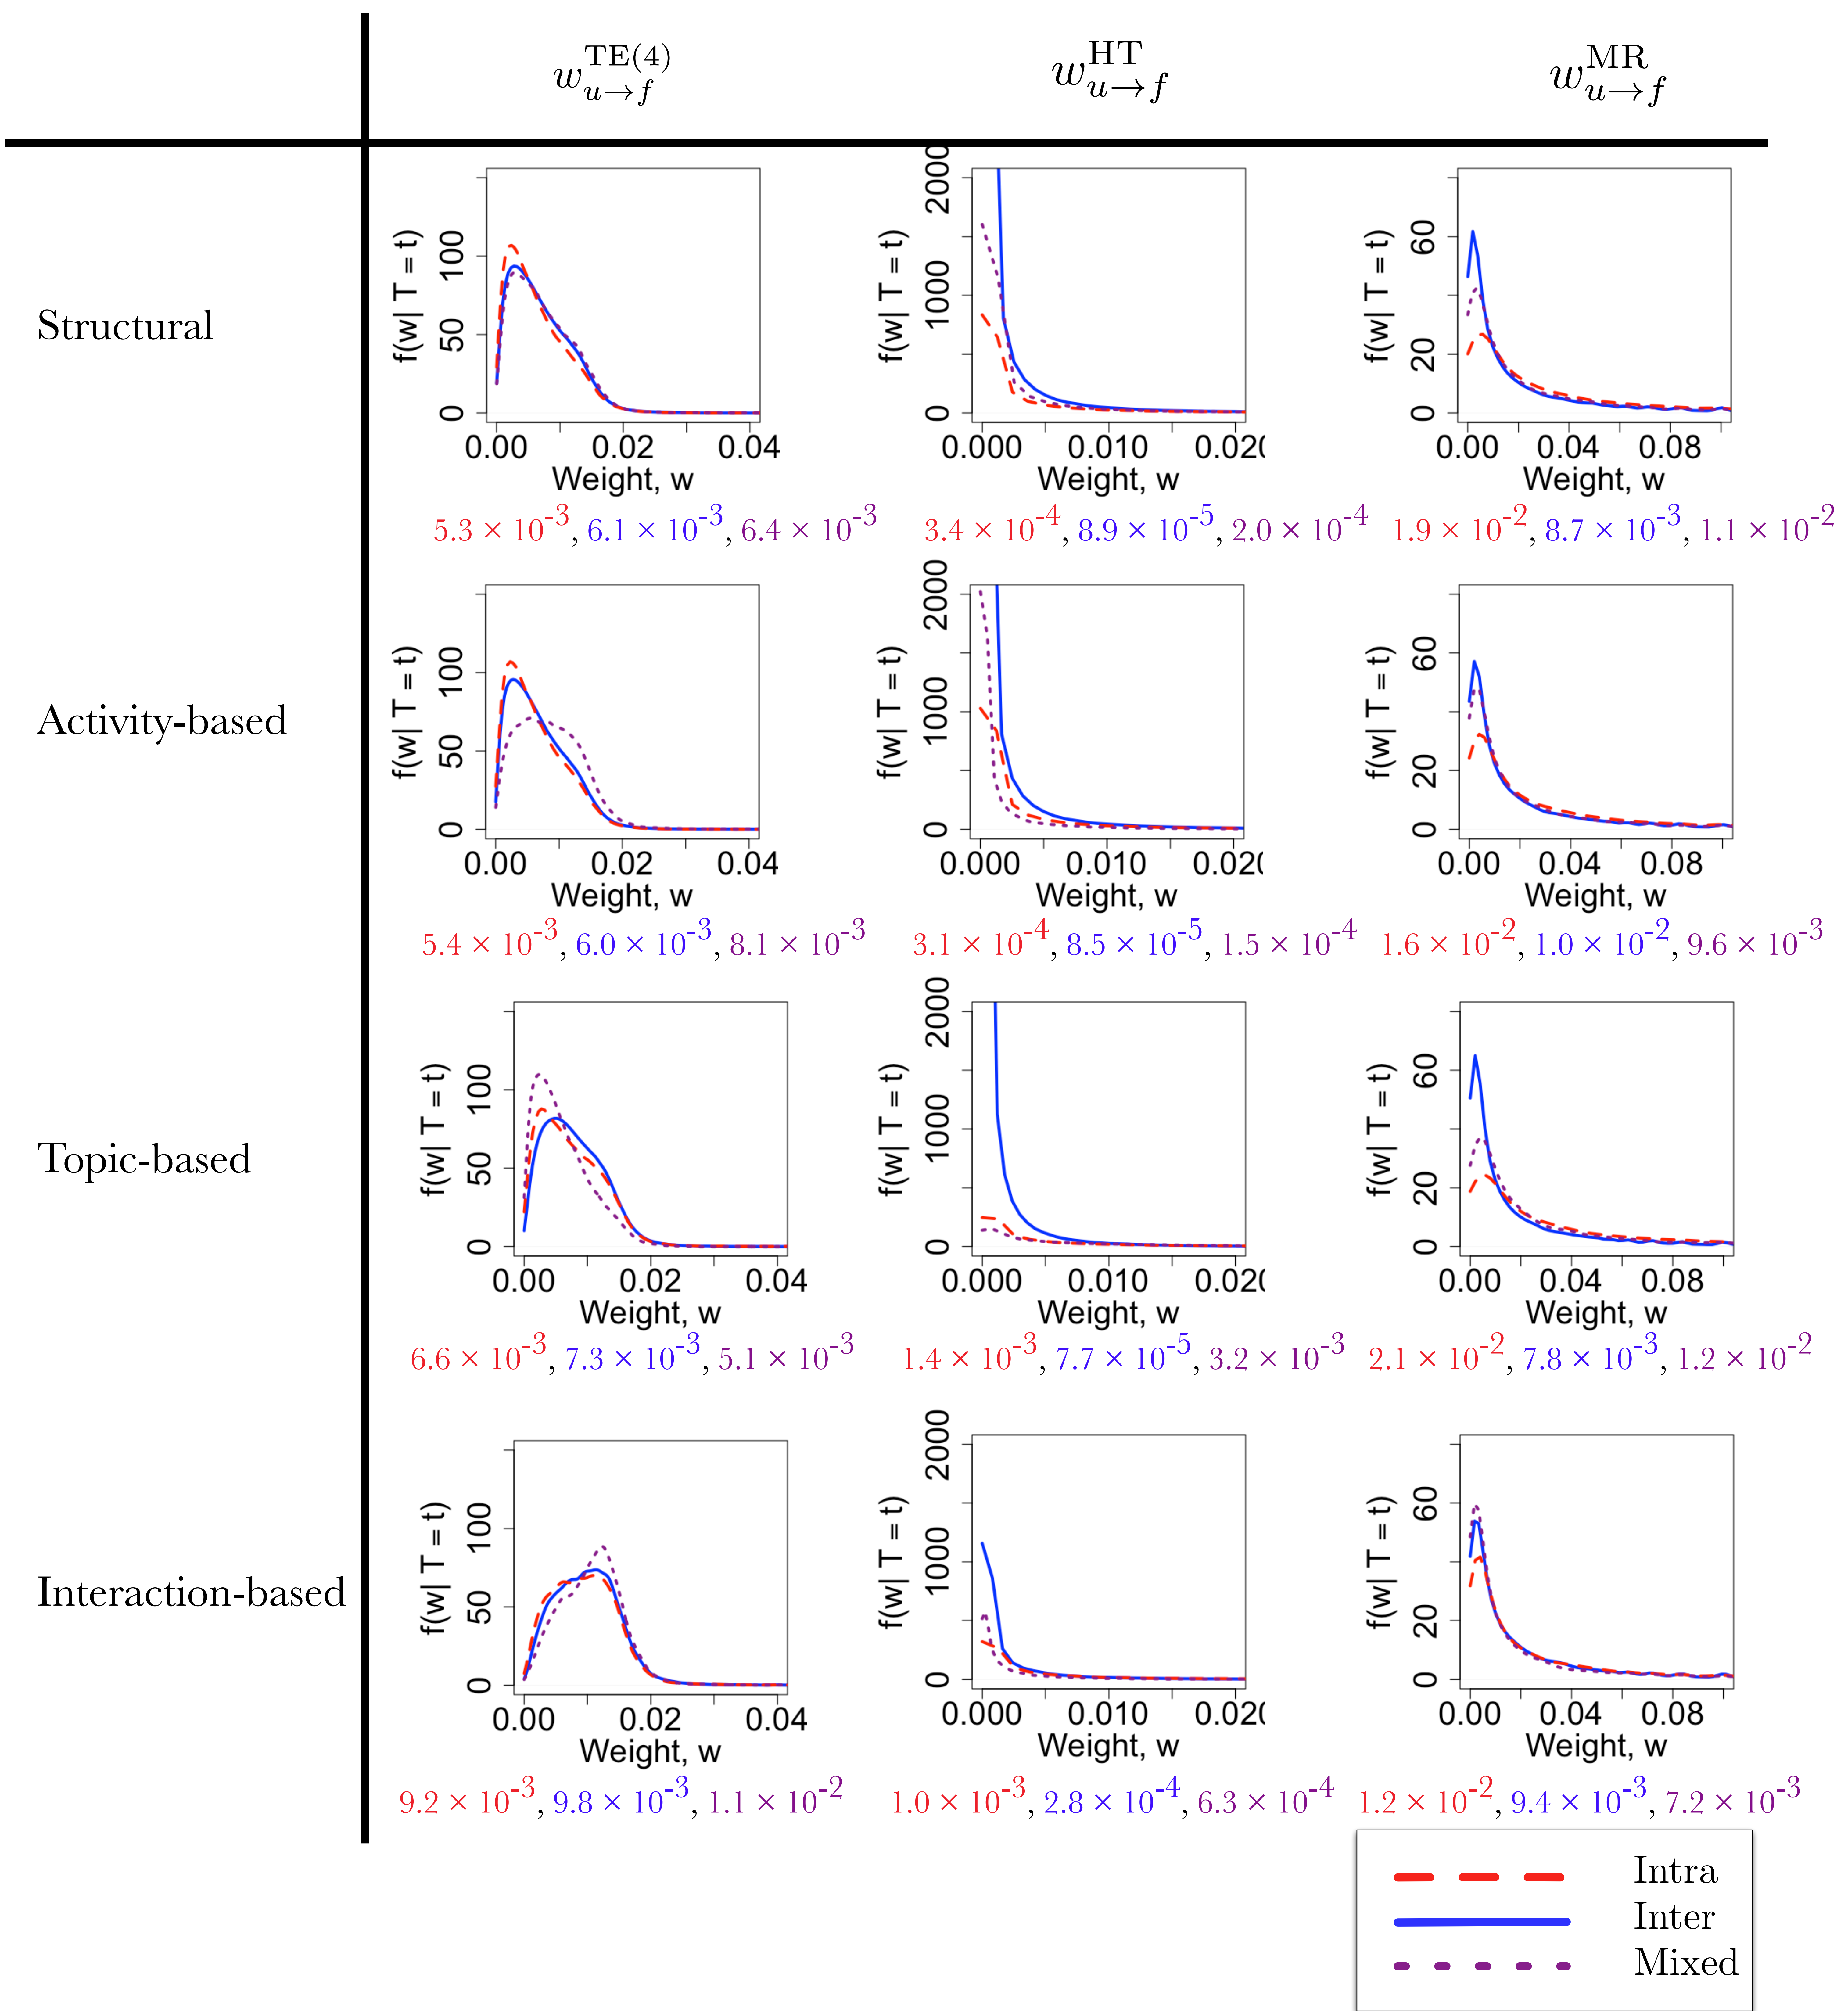 w_{u→f}^{TE(4)} w_{u→f}^{HT} w_{u→f}^{MR}
Structural
f(w| T = t) 0 50 100
0.00 0.02 0.04
Weight, w
f(w| T = t) 0 1000 2000
0.000 0.010 0.020
Weight, w
f(w| T = t) 0 20 60
0.00 0.04 0.08
Weight, w
5.3 × 10^-3, 6.1 × 10^-3, 6.4 × 10^-3
3.4 × 10^-4, 8.9 × 10^-5, 2.0 × 10^-4
1.9 × 10^-2, 8.7 × 10^-3, 1.1 × 10^-2
Activity-based
f(w| T = t) 0 50 100
0.00 0.02 0.04
Weight, w
f(w| T = t) 0 1000 2000
0.000 0.010 0.020
Weight, w
f(w| T = t) 0 20 60
0.00 0.04 0.08
Weight, w
5.4 × 10^-3, 6.0 × 10^-3, 8.1 × 10^-3
3.1 × 10^-4, 8.5 × 10^-5, 1.5 × 10^-4
1.6 × 10^-2, 1.0 × 10^-2, 9.6 × 10^-3
Topic-based
f(w| T = t) 0 50 100
0.00 0.02 0.04
Weight, w
f(w| T = t) 0 1000 2000
0.000 0.010 0.020
Weight, w
f(w| T = t) 0 20 60
0.00 0.04 0.08
Weight, w
6.6 × 10^-3, 7.3 × 10^-3, 5.1 × 10^-3
1.4 × 10^-3, 7.7 × 10^-5, 3.2 × 10^-3
2.1 × 10^-2, 7.8 × 10^-3, 1.2 × 10^-2
Interaction-based
f(w| T = t) 0 50 100
0.00 0.02 0.04
Weight, w
f(w| T = t) 0 1000 2000
0.000 0.010 0.020
Weight, w
f(w| T = t) 0 20 60
0.00 0.04 0.08
Weight, w
9.2 × 10^-3, 9.8 × 10^-3, 1.1 × 10^-2
1.0 × 10^-3, 2.8 × 10^-4, 6.3 × 10^-4
1.2 × 10^-2, 9.4 × 10^-3, 7.2 × 10^-3
Intra
Inter
Mixed